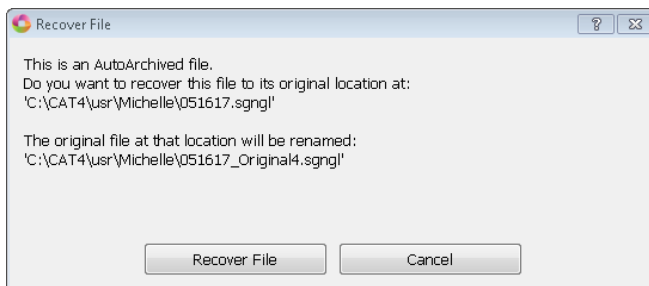 Recover File
This is an AutoArchived file.
Do you want to recover this file to its original location at:
'C:\CAT4\usr\Michelle\051617.sgngl'
The original file at that location will be renamed:
'C:\CAT4\usr\Michelle\051617_Original4.sgngl'
Recover File
Cancel